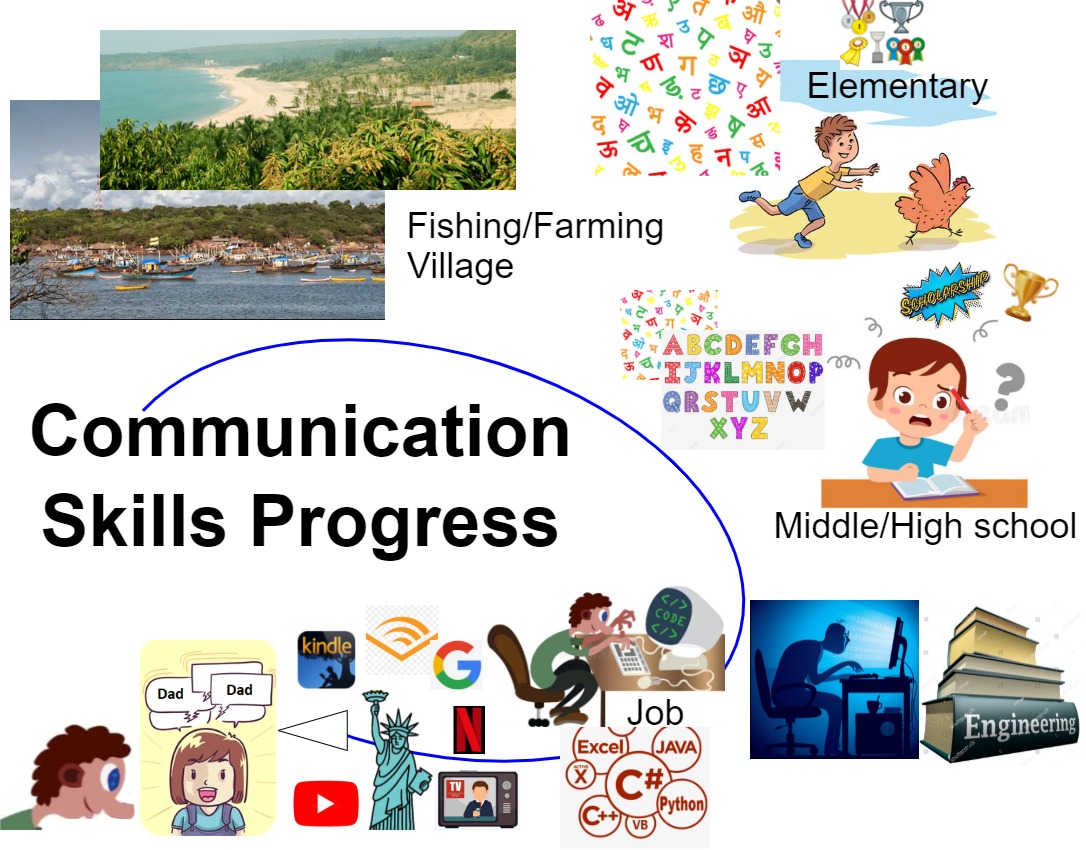 Elementary
Fishing/Farming
Village
SCHOLARSHIP
ABCDEFGH
IJKLMNOP
QRSTUVW
XYZ
?
Communication
Skills Progress
Middle/High school
</>
CODE
</>
kindle
G
N
Dad
Dad
Job
Engineering
TV
Excel
JAVA
ACTIVE
X
C#
Python
C++
VB